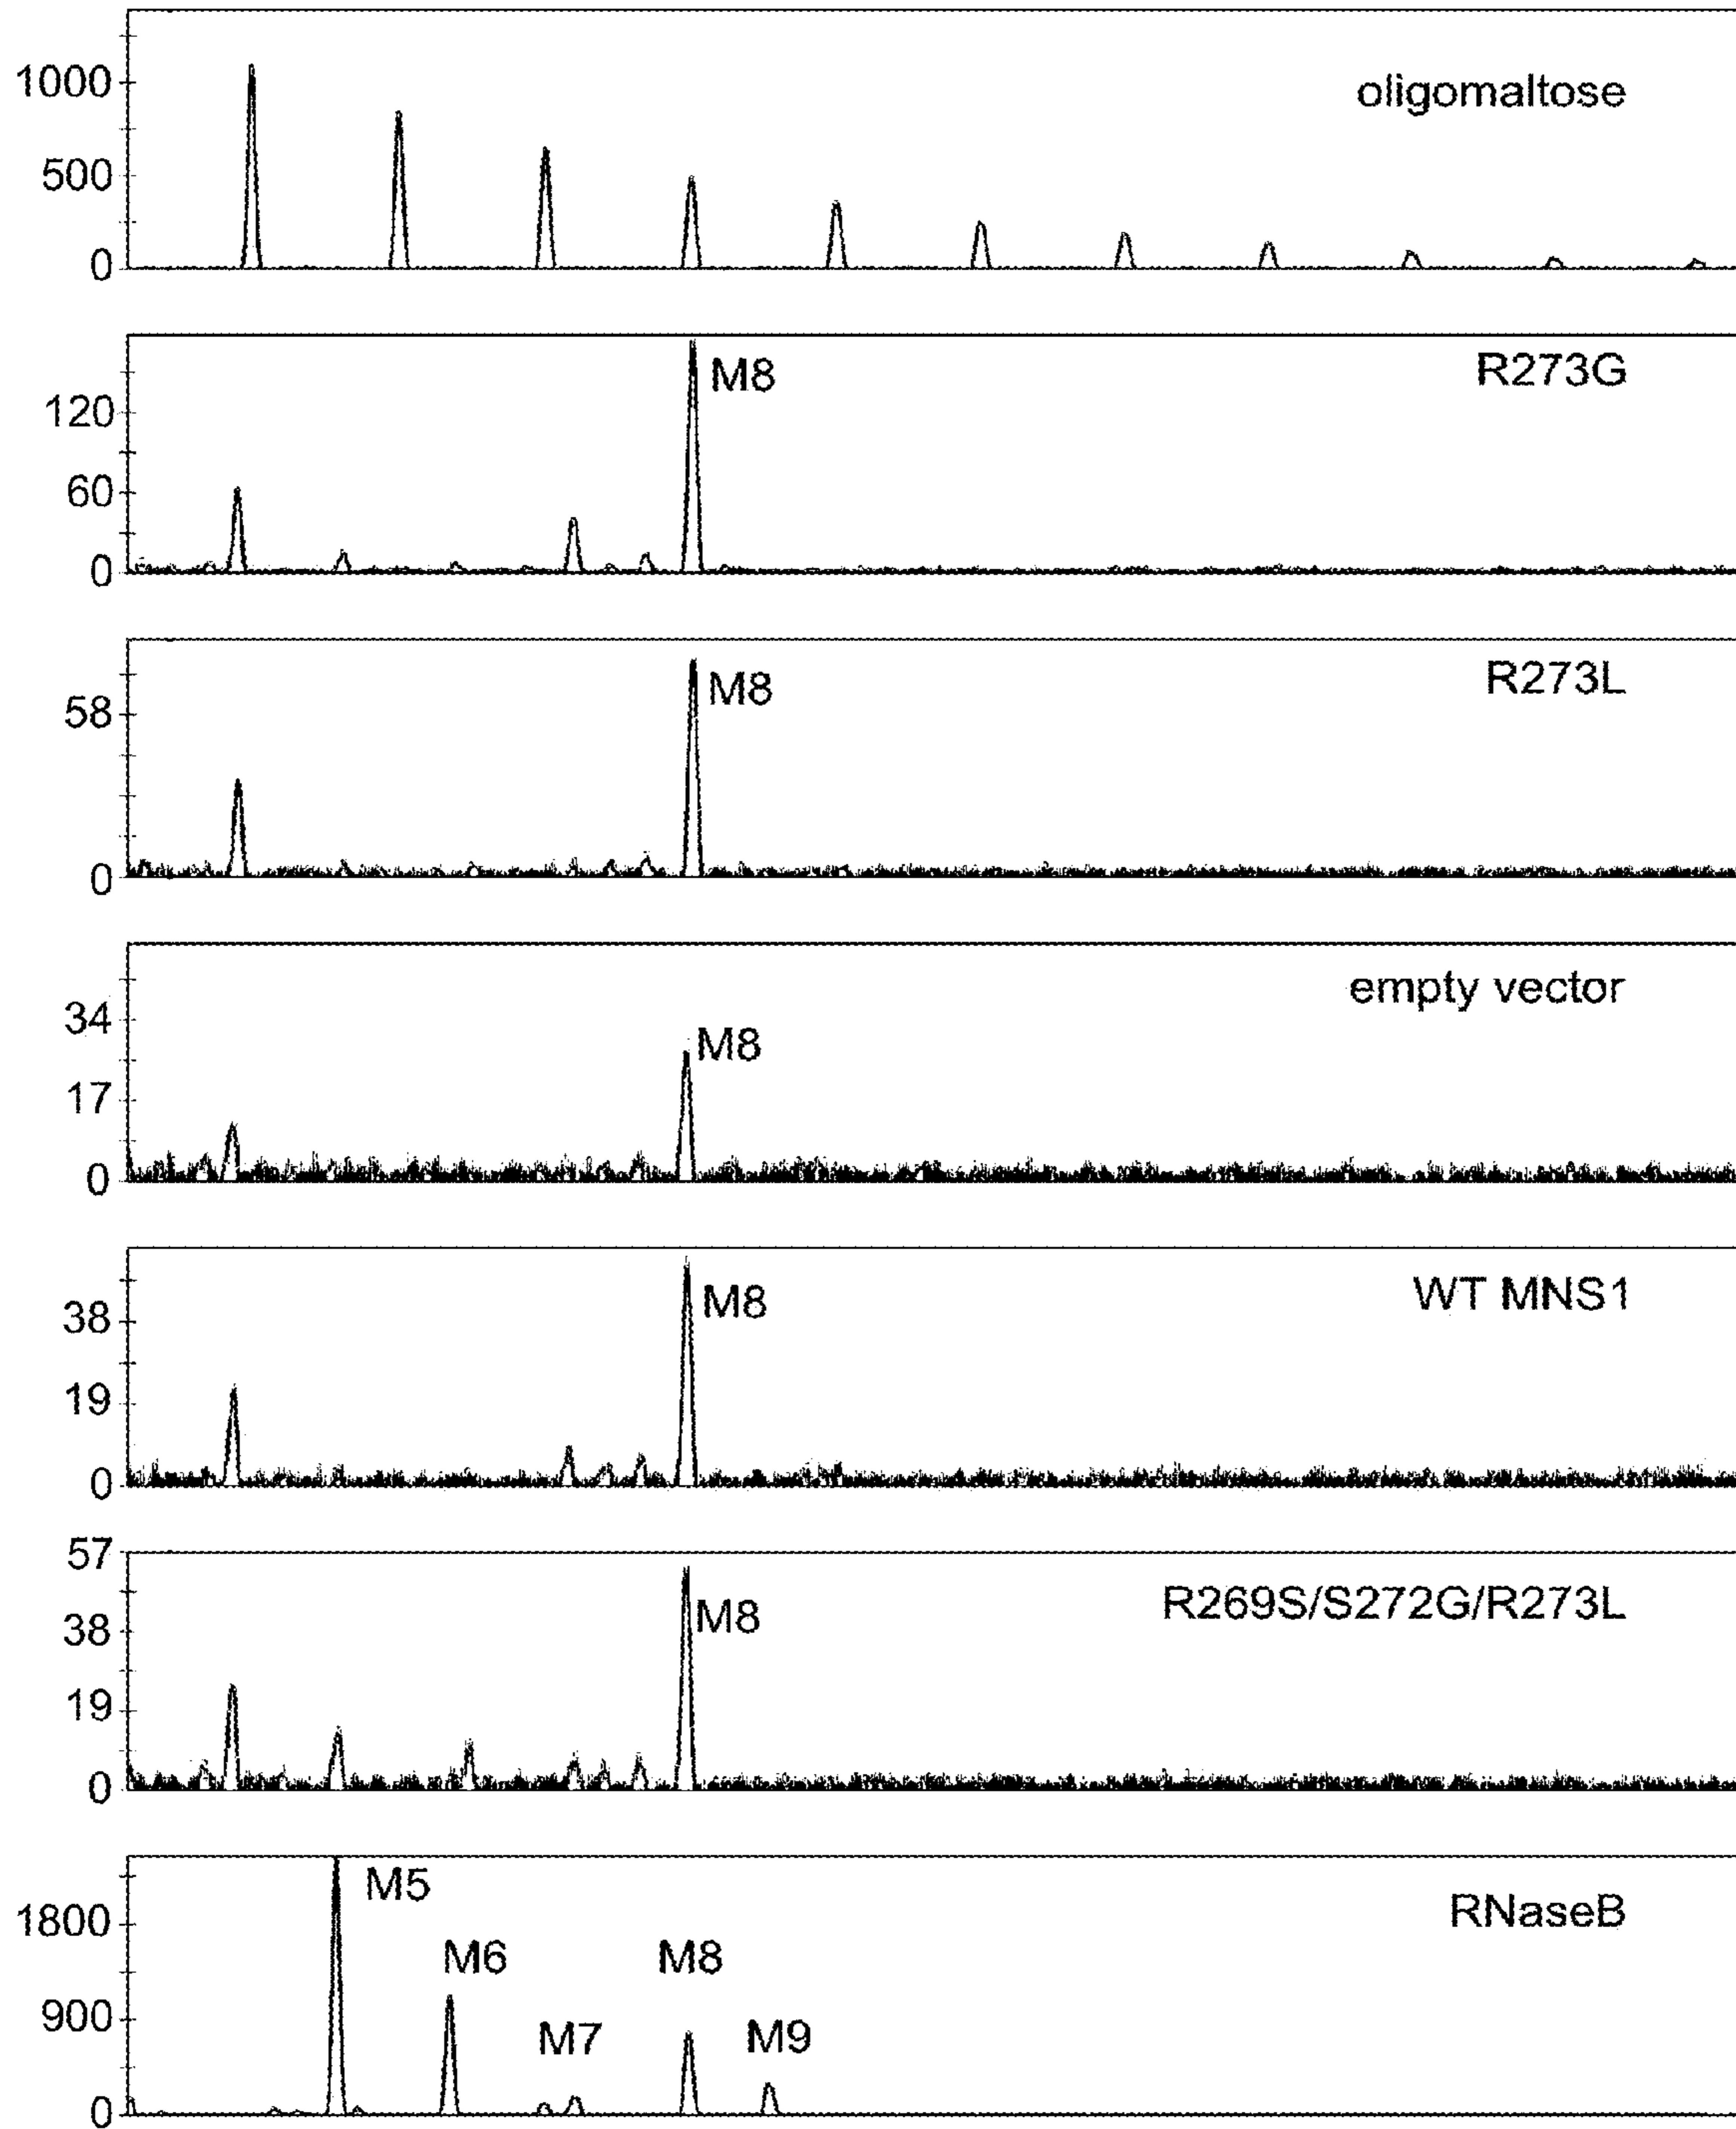 oligomaltose
1000
500
0
R273G
M8
120
60
0
R273L
M8
58
0
empty vector
34
M8
17
0
WT MNS1
M8
38
19
0
57
R269S/S272G/R273L
M8
38
19
0
M5
RNaseB
1800
M6 M8
900
M7 M9
0